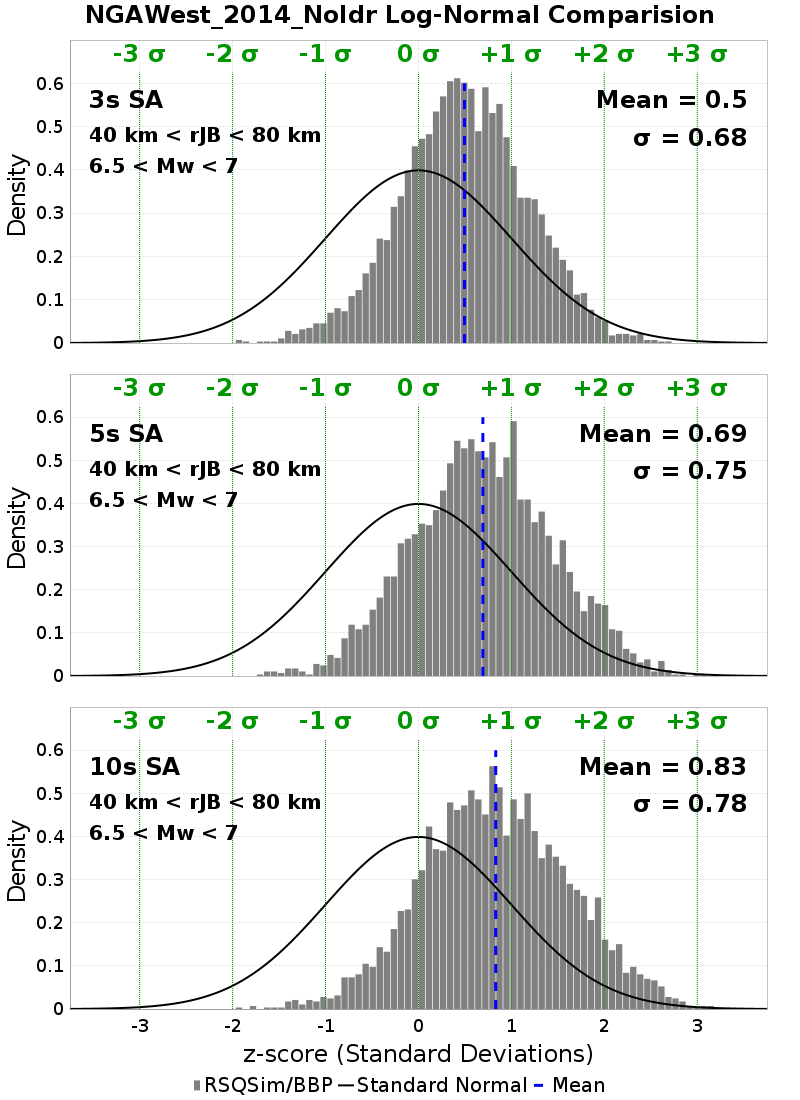 NGAWest_2014_NoIdr Log-Normal Comparision
-3 σ -2 σ -1 σ 0 σ +1 σ +2 σ +3 σ
3s SA
Mean = 0.5
40 km < rJB < 80 km
σ = 0.68
6.5 < Mw < 7
Density
0.6
0.5
0.4
0.3
0.2
0.1
0
-3 σ -2 σ -1 σ 0 σ +1 σ +2 σ +3 σ
5s SA
Mean = 0.69
40 km < rJB < 80 km
σ = 0.75
6.5 < Mw < 7
Density
0.6
0.5
0.4
0.3
0.2
0.1
0
-3 σ -2 σ -1 σ 0 σ +1 σ +2 σ +3 σ
10s SA
Mean = 0.83
40 km < rJB < 80 km
σ = 0.78
6.5 < Mw < 7
Density
0.6
0.5
0.4
0.3
0.2
0.1
0
-3 -2 -1 0 1 2 3
z-score (Standard Deviations)
RSQSim/BBP Standard Normal Mean